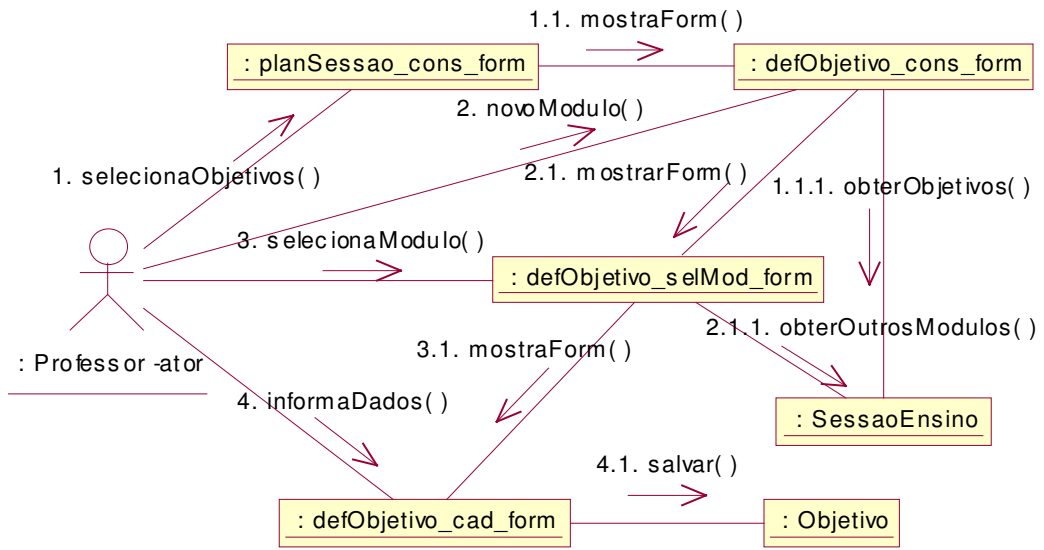 1.1. mostraForm( )
: planSessao_cons_form
: defObjetivo_cons_form
2. novoModulo( )
1. selecionaObjetivos( )
2.1. mostrarForm( )
1.1.1. obterObjetivos( )
3. selecionaModulo( )
: defObjetivo_selMod_form
2.1.1. obterOutrosModulos( )
3.1. mostraForm( )
: Professor -ator
4. informaDados( )
: SessaoEnsino
4.1. salvar( )
: defObjetivo_cad_form
: Objetivo